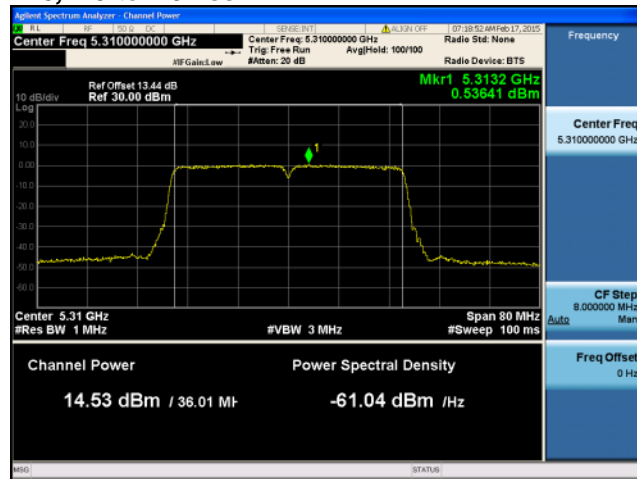 Agilent Spectrum Analyzer - Channel Power
RL RF 50 Ω DC SENSE:INT ALIGN OFF 07:18:52 AM Feb 17, 2015
Center Freq 5.310000000 GHz
Center Freq: 5.310000000 GHz
Radio Std: None
Trig: Free Run Avg|Hold: 100/100
#IFGain:Low #Atten: 20 dB Radio Device: BTS
Frequency
Ref Offset 13.44 dB
Mkr1 5.3132 GHz
10 dB/div Ref 30.00 dBm 0.53641 dBm
Log
20.0
10.0
0.00
-10.0
-20.0
-30.0
-40.0
-50.0
-60.0
1
Center Freq
5.310000000 GHz
Center 5.31 GHz Span 80 MHz
#Res BW 1 MHz #VBW 3 MHz #Sweep 100 ms
CF Step
8.000000 MHz
Auto Man
Channel Power Power Spectral Density
14.53 dBm / 36.01 MH -61.04 dBm /Hz
Freq Offset
0 Hz
MSG STATUS